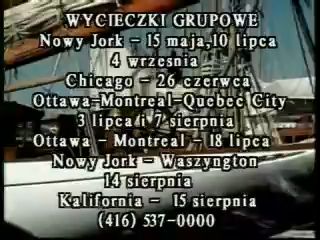 WYCIECZKI GRUPOWE
Nowy Jork - 15 maja,10 lipca
4 wrzesnia
Chicago - 26 czerwca
Ottawa-Montreal-Quebec City
3 lipca i 7 sierpnia
Ottawa - Montreal - 18 lipca
Nowy Jork - Waszyngton
14 sierpnia
Kalifornia - 15 sierpnia
(416) 537-0000